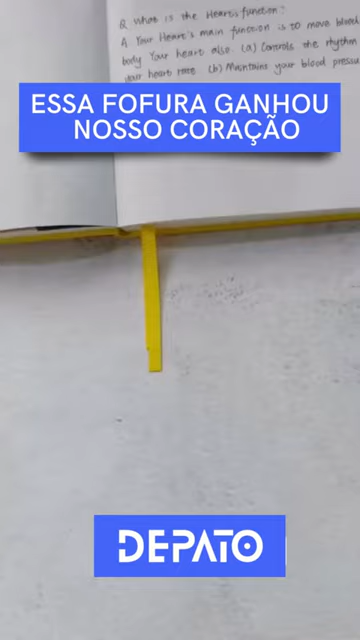 Q What is the Heart's function?
A Your Heart's main function is to move blood
body Your heart also. (a) Controls the rhythm
your heart rate (b) Maintains your blood pressu
ESSA FOFURA GANHOU
NOSSO CORAÇÃO
DEPATO